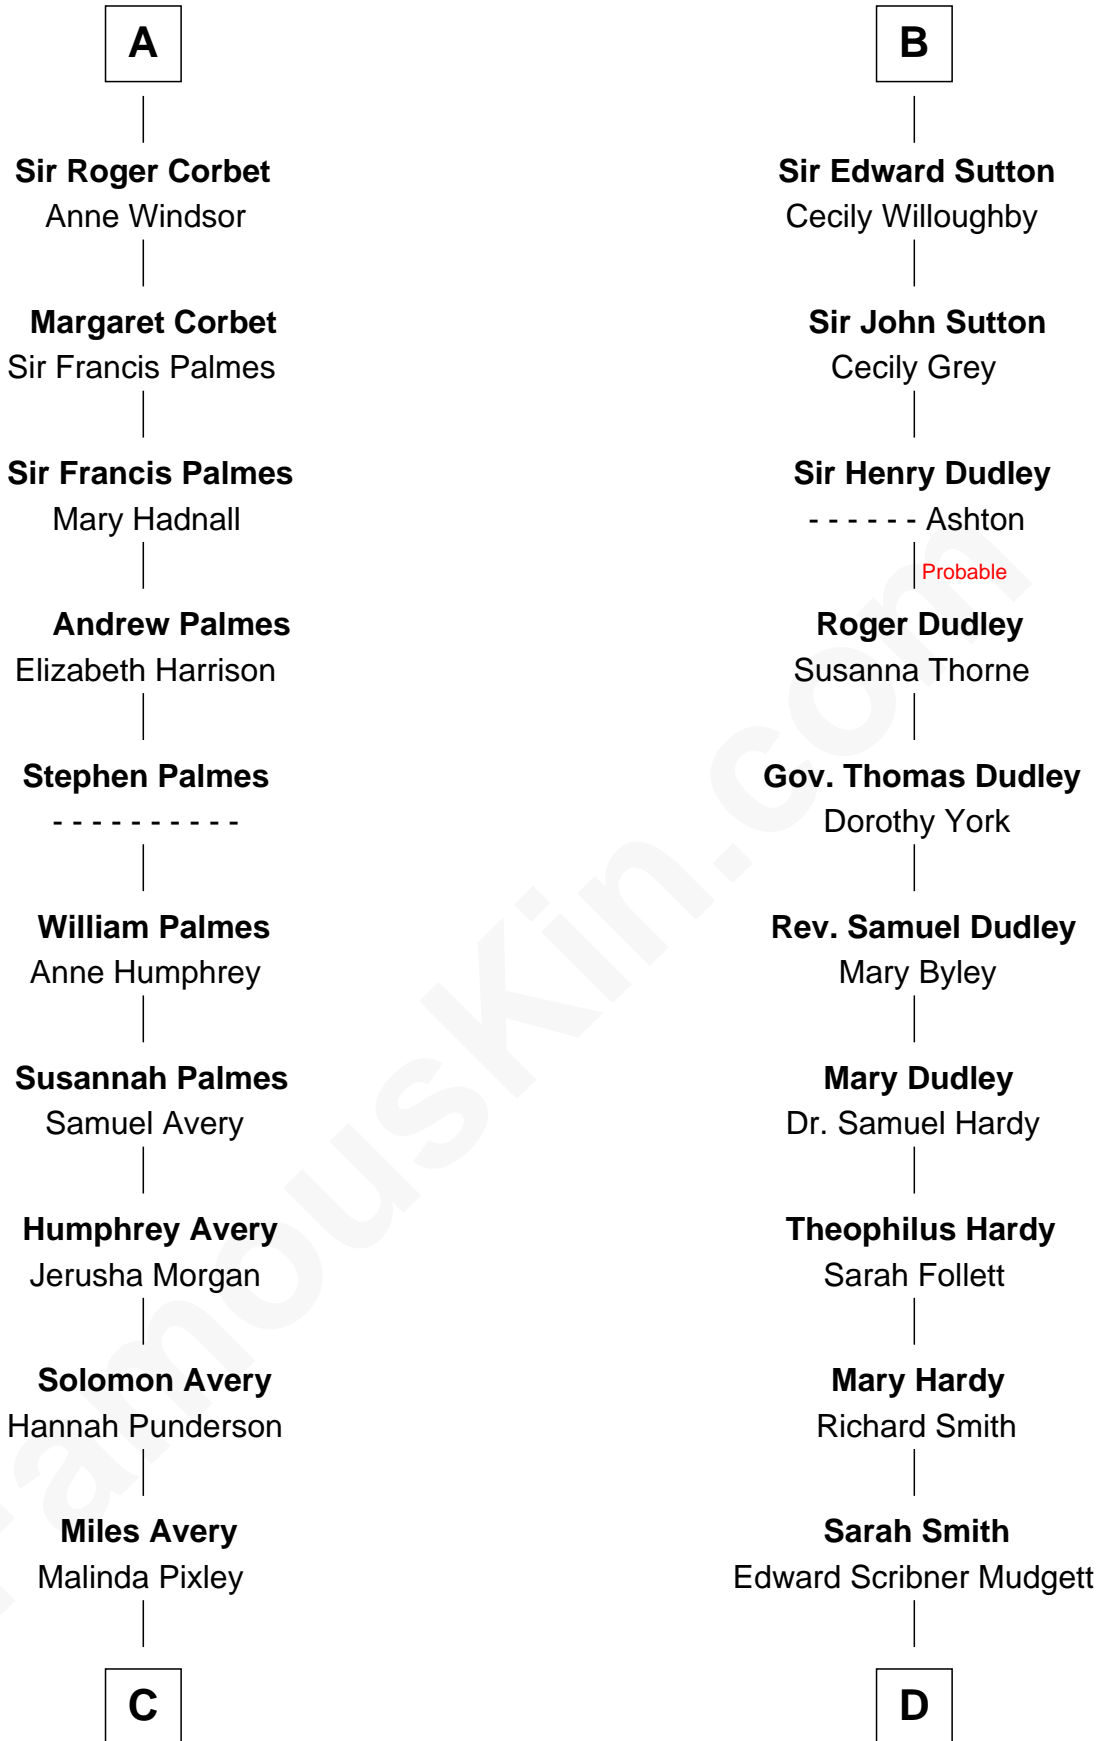 A
Sir Roger Corbet
Anne Windsor
Margaret Corbet
Sir Francis Palmes
Sir Francis Palmes
Mary Hadnall
Andrew Palmes
Elizabeth Harrison
Stephen Palmes
- - - - - - - - - -
William Palmes
Anne Humphrey
Susannah Palmes
Samuel Avery
Humphrey Avery
Jerusha Morgan
Solomon Avery
Hannah Punderson
Miles Avery
Malinda Pixley
C
B
Sir Edward Sutton
Cecily Willoughby
Sir John Sutton
Cecily Grey
Sir Henry Dudley
- - - - - - Ashton
Probable
Roger Dudley
Susanna Thorne
Gov. Thomas Dudley
Dorothy York
Rev. Samuel Dudley
Mary Byley
Mary Dudley
Dr. Samuel Hardy
Theophilus Hardy
Sarah Follett
Mary Hardy
Richard Smith
Sarah Smith
Edward Scribner Mudgett
D
FamousKin.com